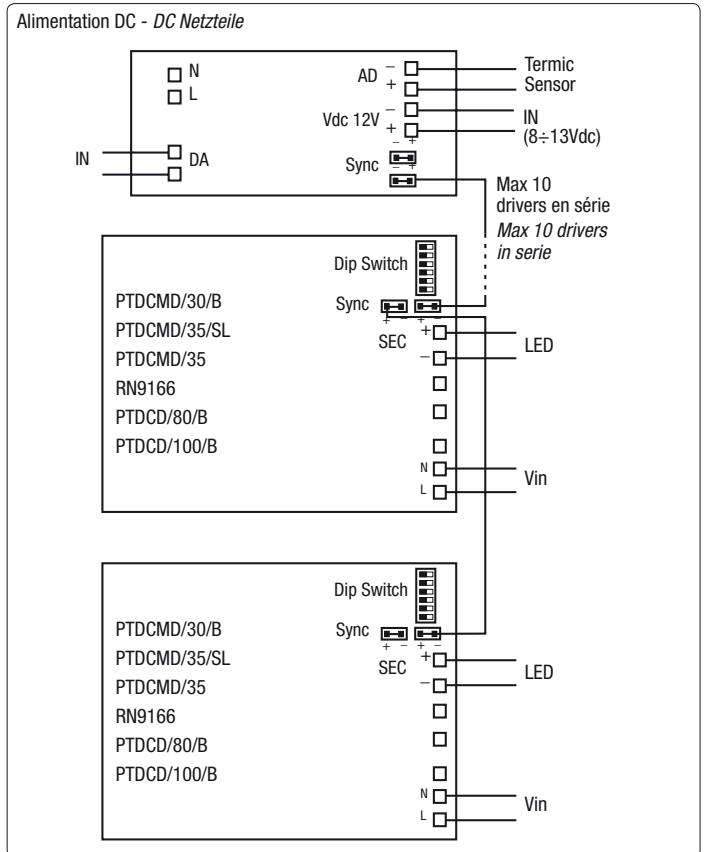 Alimentation DC - DC Netzteile
N
L
AD
−
+
Termic
Sensor
Vdc 12V
−
+
IN
(8÷13Vdc)
IN
DA
− +
Sync
− +
Max 10
drivers en série
Max 10 drivers
in serie
Dip Switch
PTDCMD/30/B
Sync
+ − + −
PTDCMD/35/SL
SEC
+
−
LED
PTDCMD/35
RN9166
PTDCD/80/B
PTDCD/100/B
N
L
Vin
Dip Switch
PTDCMD/30/B
Sync
+ − + −
PTDCMD/35/SL
SEC
+
−
LED
PTDCMD/35
RN9166
PTDCD/80/B
PTDCD/100/B
N
L
Vin